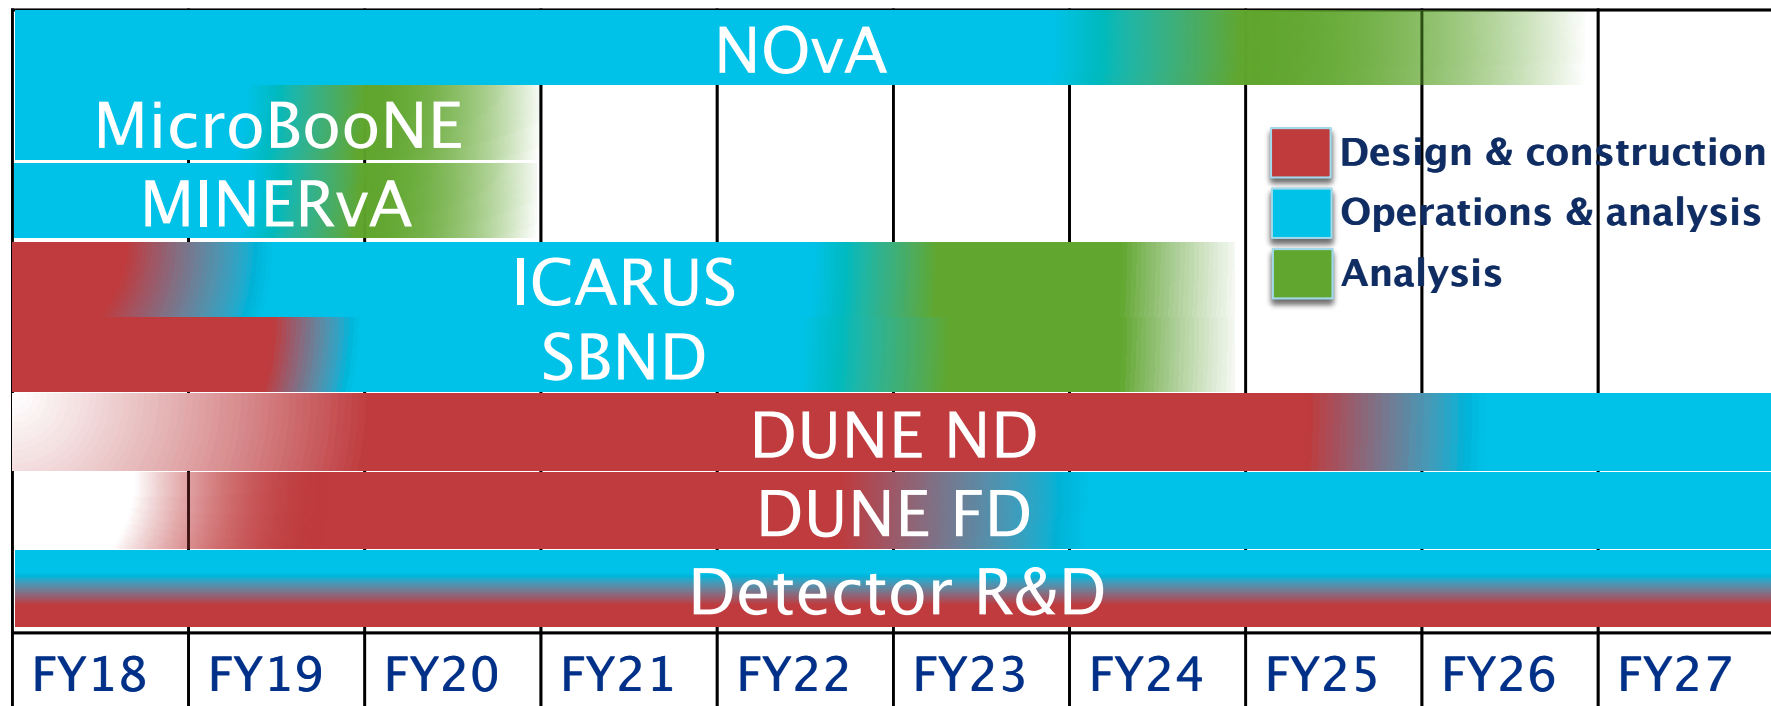 NOvA
MicroBooNE
MINERvA
ICARUS
SBND
DUNE ND
DUNE FD
Detector R&D
Design & construction
Operations & analysis
Analysis
FY18 FY19 FY20 FY21 FY22 FY23 FY24 FY25 FY26 FY27